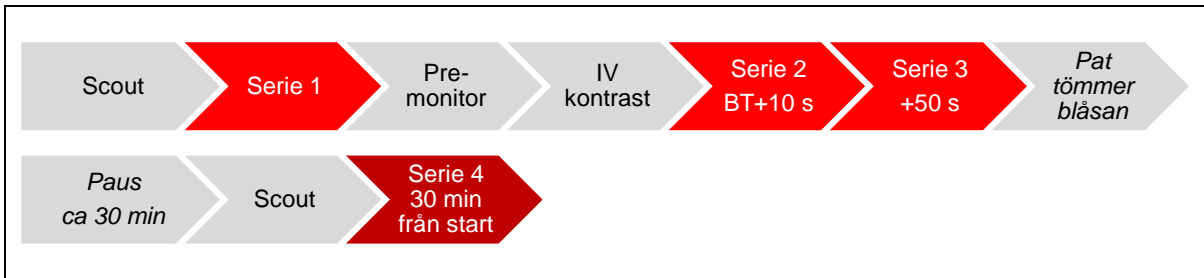 Scout
Serie 1
Pre-
monitor
IV
kontrast
Serie 2
BT+10 s
Serie 3
+50 s
Pat
tömmer
blåsan
Paus
ca 30 min
Scout
Serie 4
30 min
från start